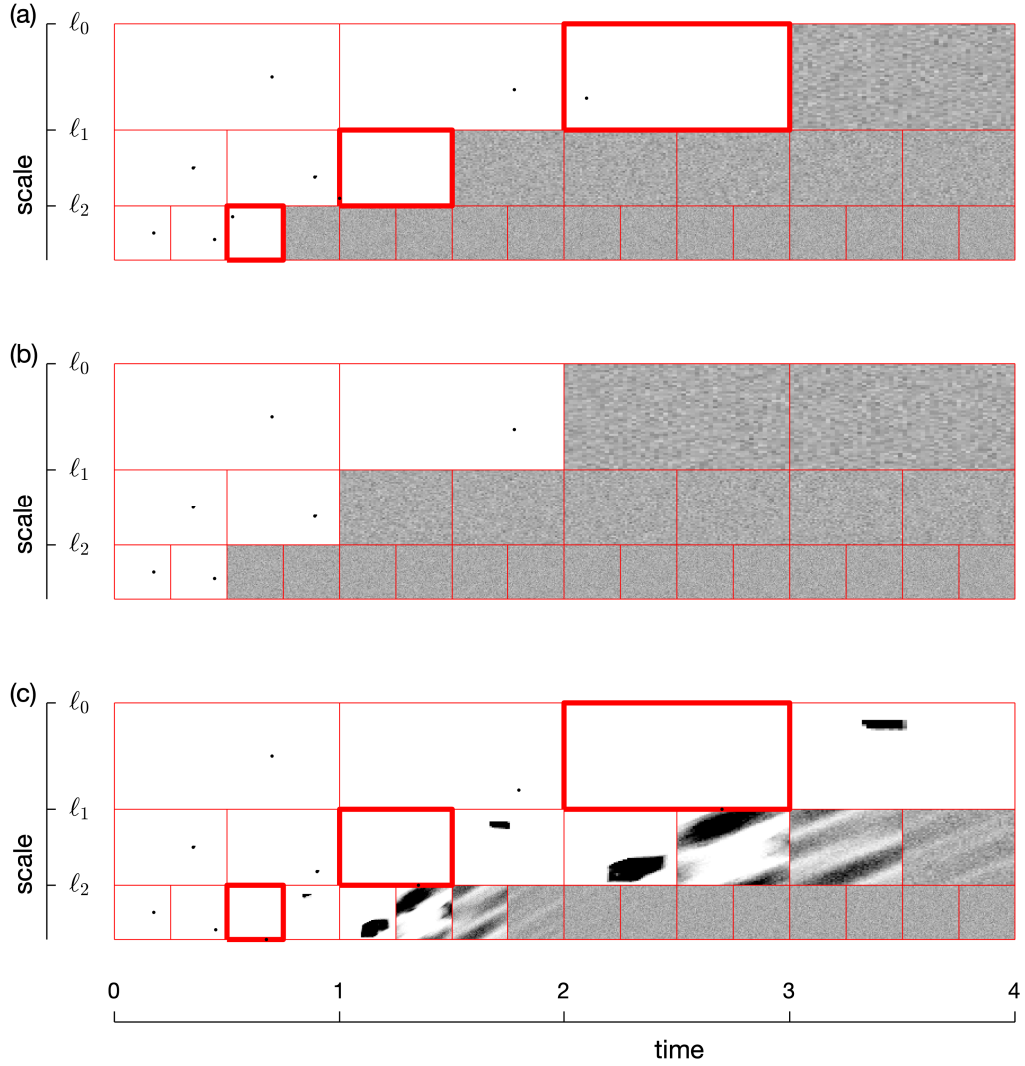 (a)
ℓ₀
ℓ₁
ℓ₂
scale
(b)
ℓ₀
ℓ₁
ℓ₂
scale
(c)
ℓ₀
ℓ₁
ℓ₂
scale
0 1 2 3 4
time